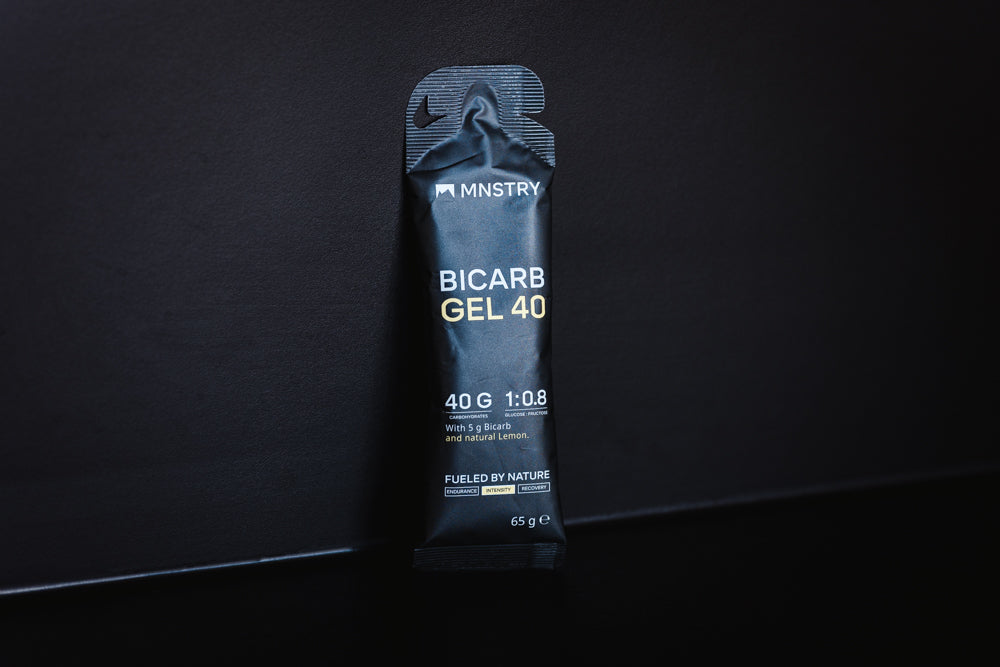 MNSTRY
BICARB
GEL 40
40 G 1:0.8
CARBOHYDRATES GLUCOSE : FRUCTOSE
With 5 g Bicarb
and natural Lemon.
FUELED BY NATURE
ENDURANCE INTENSITY RECOVERY
65 g ℮